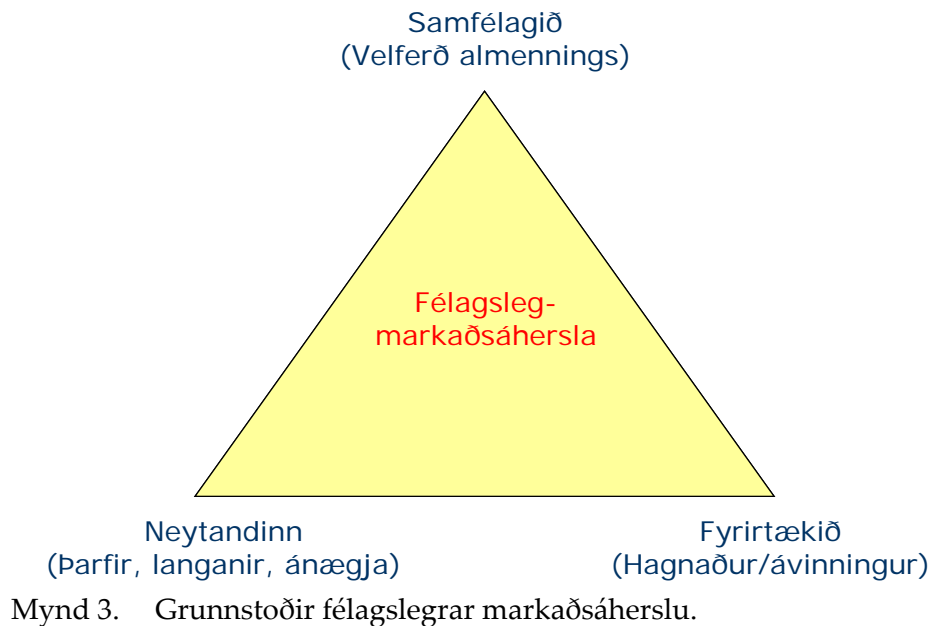 Samfélagið
(Velferð almennings)
Félagsleg-
markaðsáhersla
Neytandinn
(Þarfir, langanir, ánægja)
Fyrirtækið
(Hagnaður/ávinningur)
Mynd 3. Grunnstoðir félagslegrar markaðsáherslu.